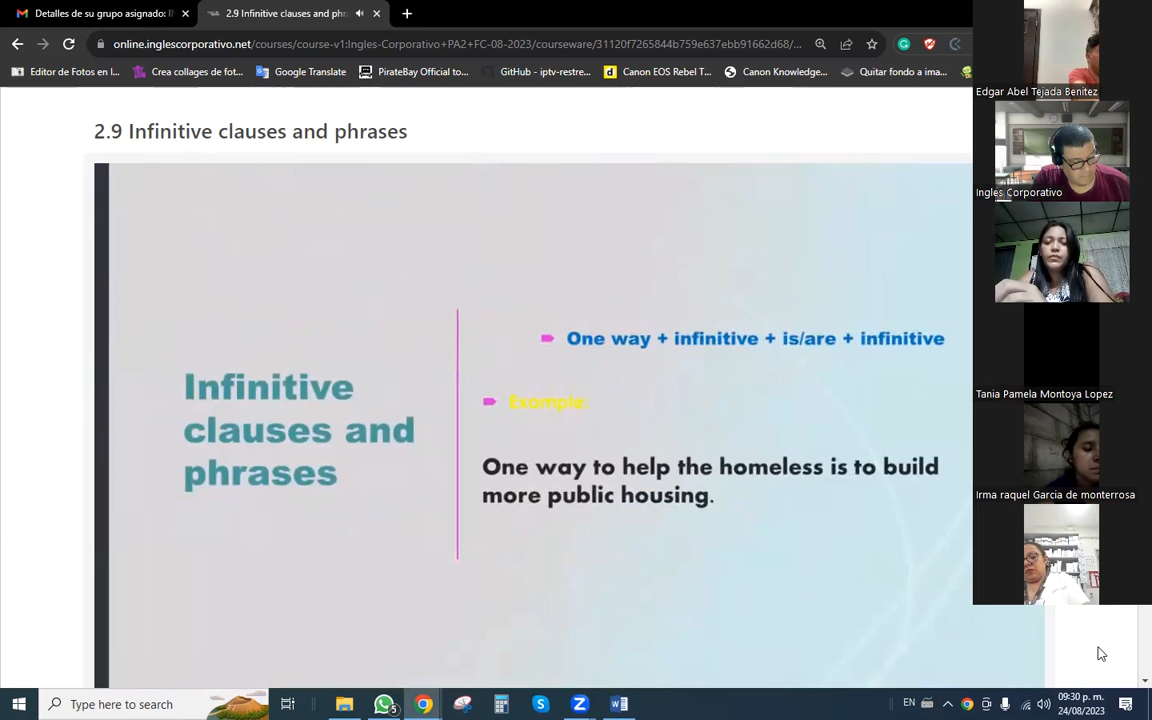 Detalles de su grupo asignado: I
2.9 Infinitive clauses and phr
online.inglescorporativo.net/courses/course-v1:Ingles-Corporativo+PA2+FC-08-2023/courseware/31120f7265844b759e637ebb91662d68/...
Editor de Fotos en l...
Crea collages de fot...
Google Translate
PirateBay Official to...
GitHub - iptv-restre...
Canon EOS Rebel T...
Canon Knowledge...
Quitar fondo a ima...
Edgar Abel Tejada Benitez
Ingles Corporativo
Tania Pamela Montoya Lopez
Irma raquel Garcia de monterrosa
2.9 Infinitive clauses and phrases
Infinitive
clauses and
phrases
One way + infinitive + is/are + infinitive
Example:
One way to help the homeless is to build
more public housing.
Type here to search
5
EN
09:30 p. m.
24/08/2023